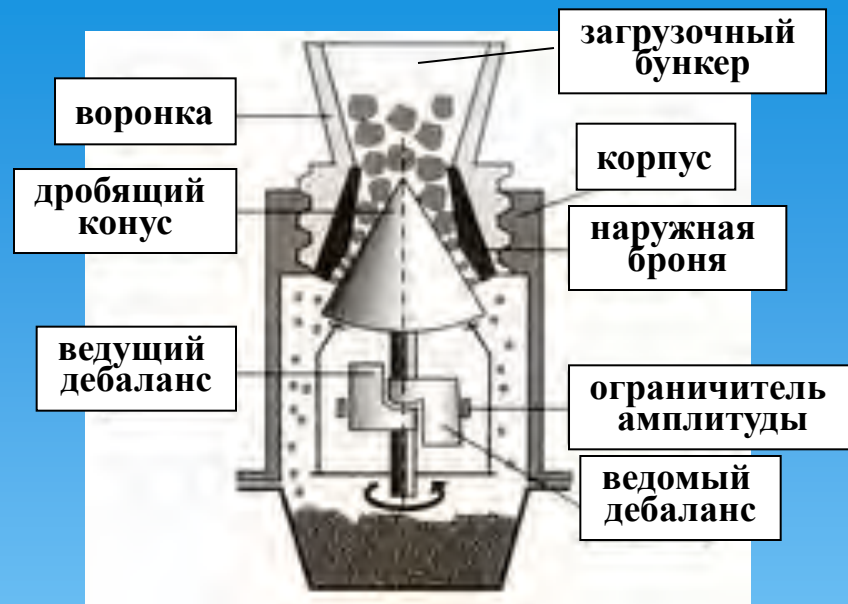 загрузочный
бункер
воронка
корпус
дробящий
конус
наружная
броня
ведущий
дебаланс
ограничитель
амплитуды
ведомый
дебаланс